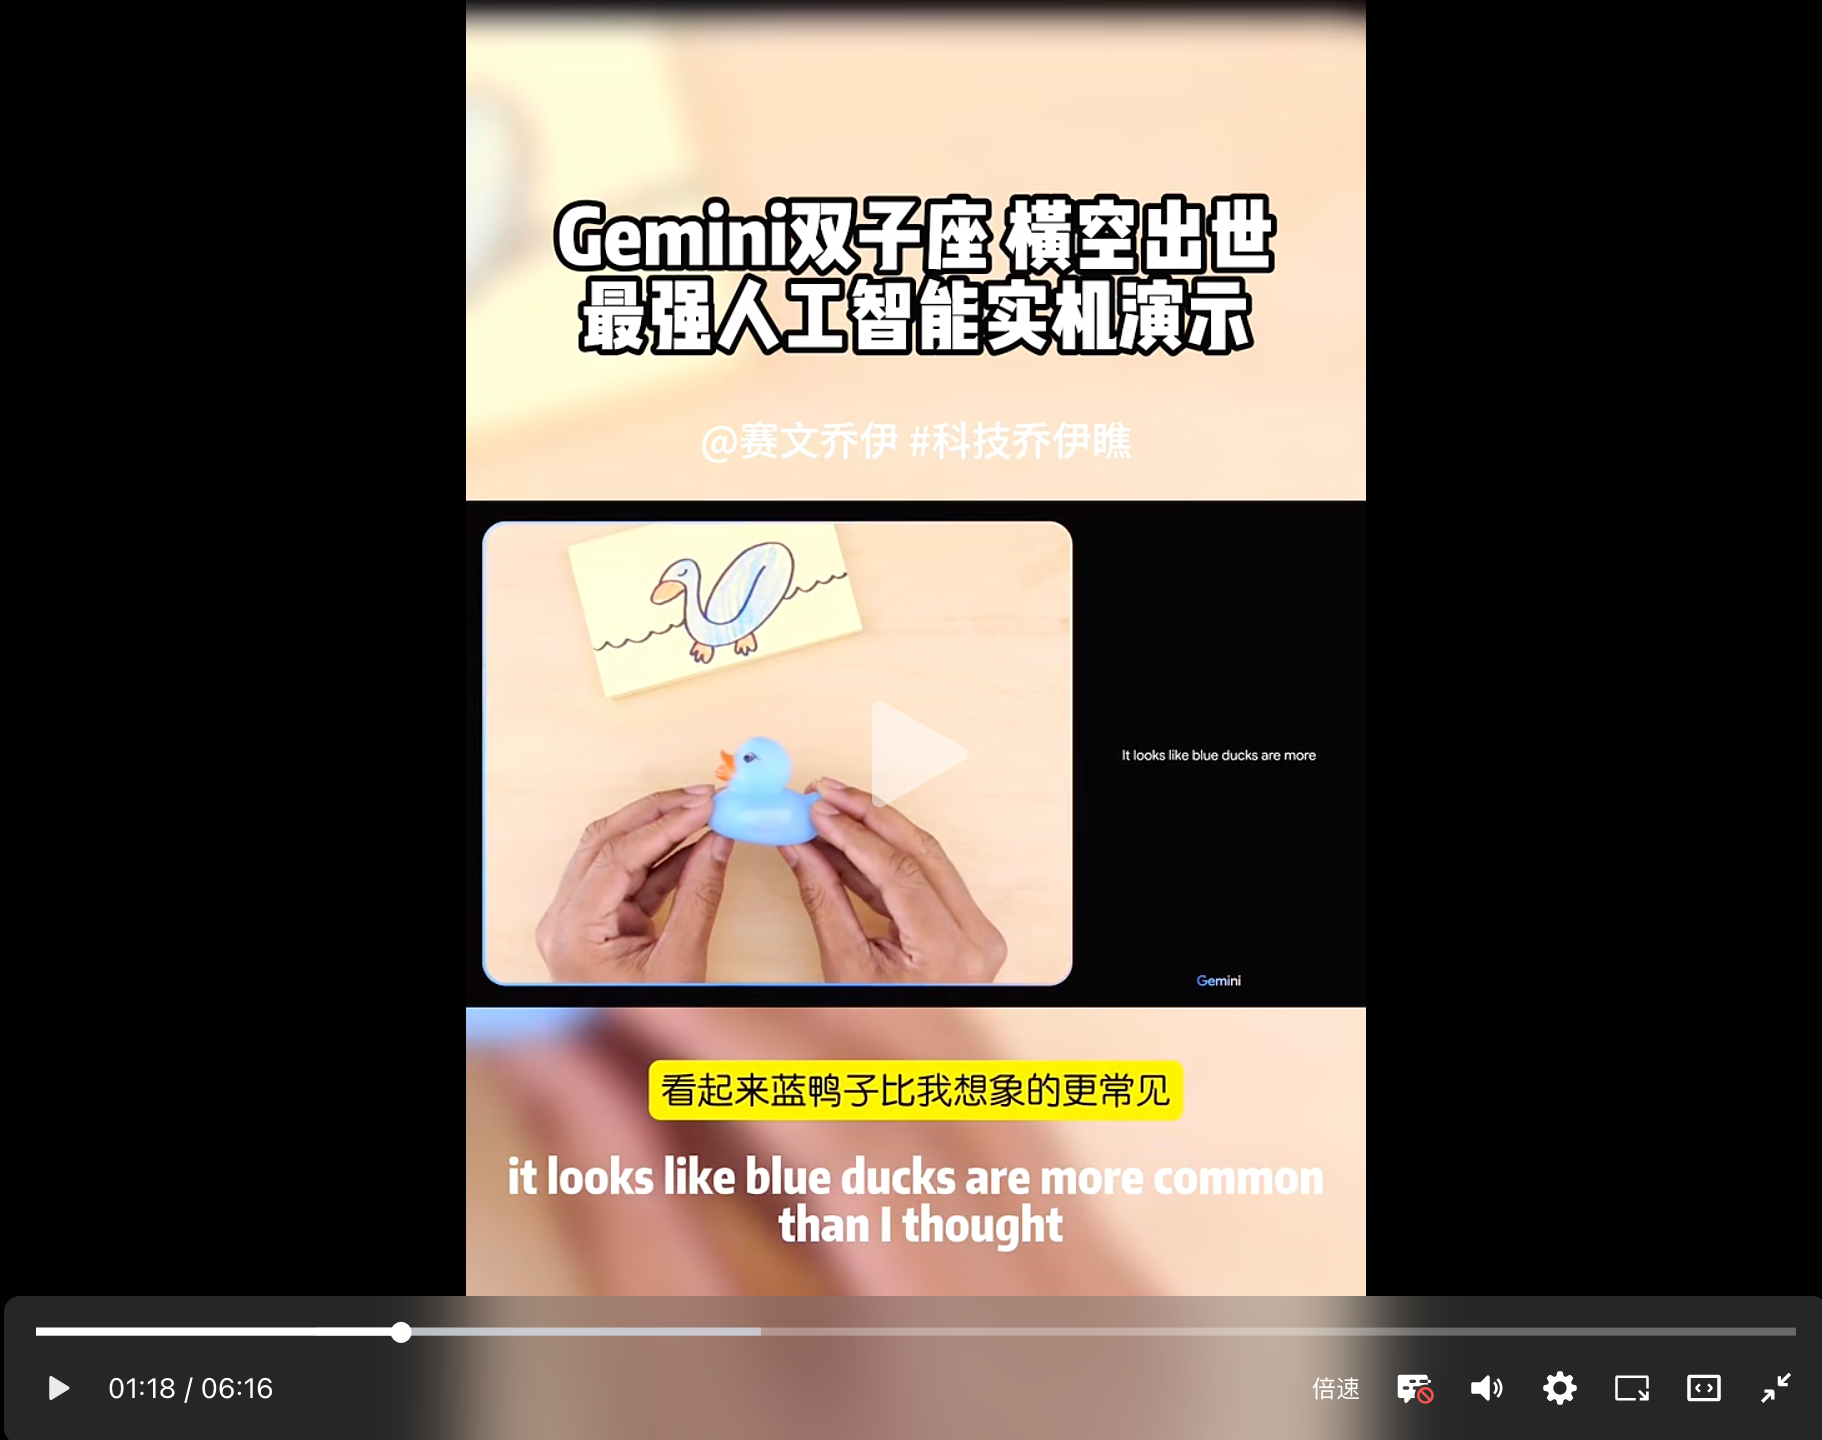 Gemini双子座 横空出世
最强人工智能实机演示
@赛文乔伊 #科技乔伊瞧
It looks like blue ducks are more
Gemini
看起来蓝鸭子比我想象的更常见
it looks like blue ducks are more common
than I thought
01:18 / 06:16
倍速